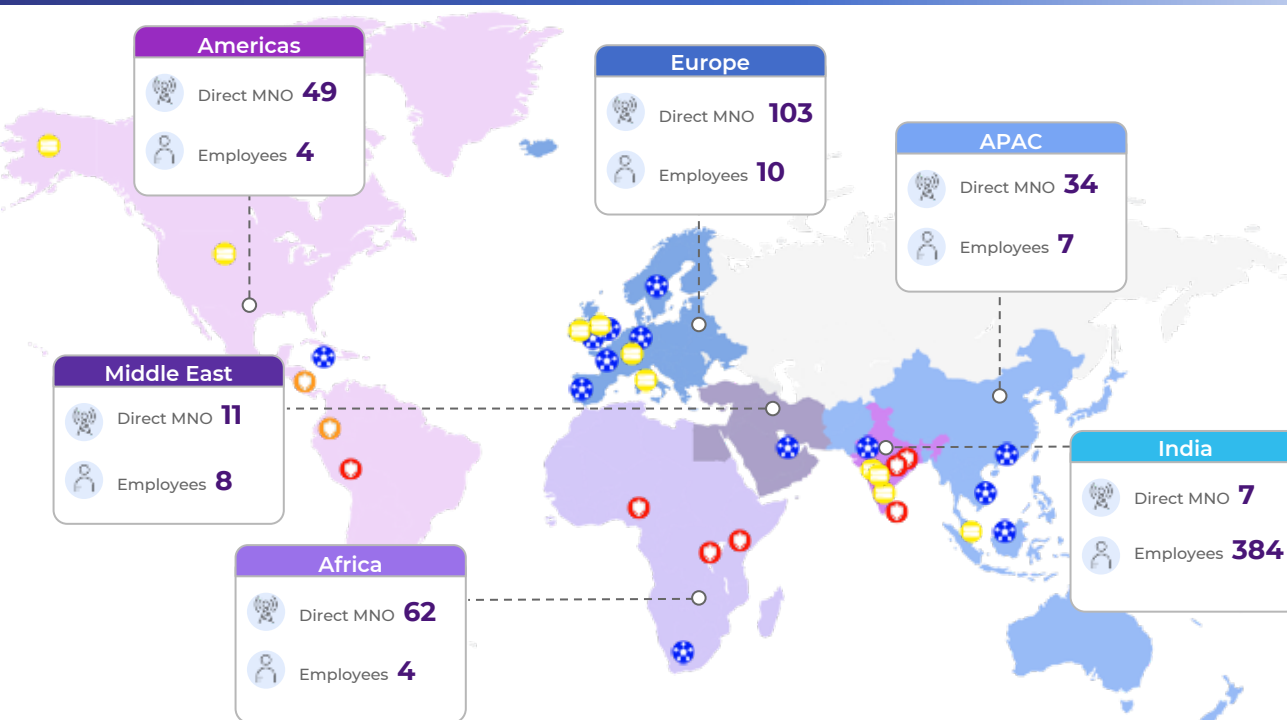 Americas
Direct MNO 49
Employees 4
Europe
Direct MNO 103
Employees 10
APAC
Direct MNO 34
Employees 7
Middle East
Direct MNO 11
Employees 8
India
Direct MNO 7
Employees 384
Africa
Direct MNO 62
Employees 4